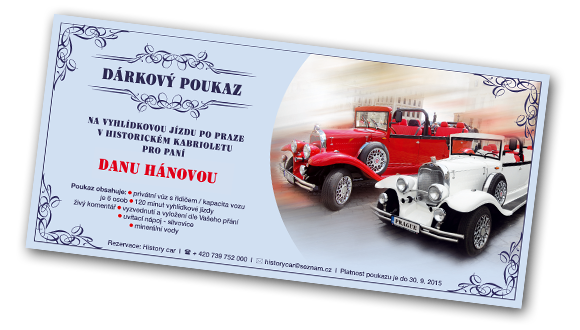 DÁRKOVÝ POUKAZ
NA VYHLÍDKOVOU JÍZDU PO PRAZE
V HISTORICKÉM KABRIOLETU
PRO PANÍ
DANU HÁNOVOU
Poukaz obsahuje: • privátní vůz s řidičem / kapacita vozu
je 6 osob • 120 minut vyhlídkové jízdy
živý komentář • vyzvednutí a vyložení dle Vašeho přání
• uvítací nápoj - slivovice
• minerální vody
Rezervace: History car I ☎ + 420 739 752 000 I ✉ historycar@seznam.cz I Platnost poukazu je do 30. 9. 2015
PRAGUE